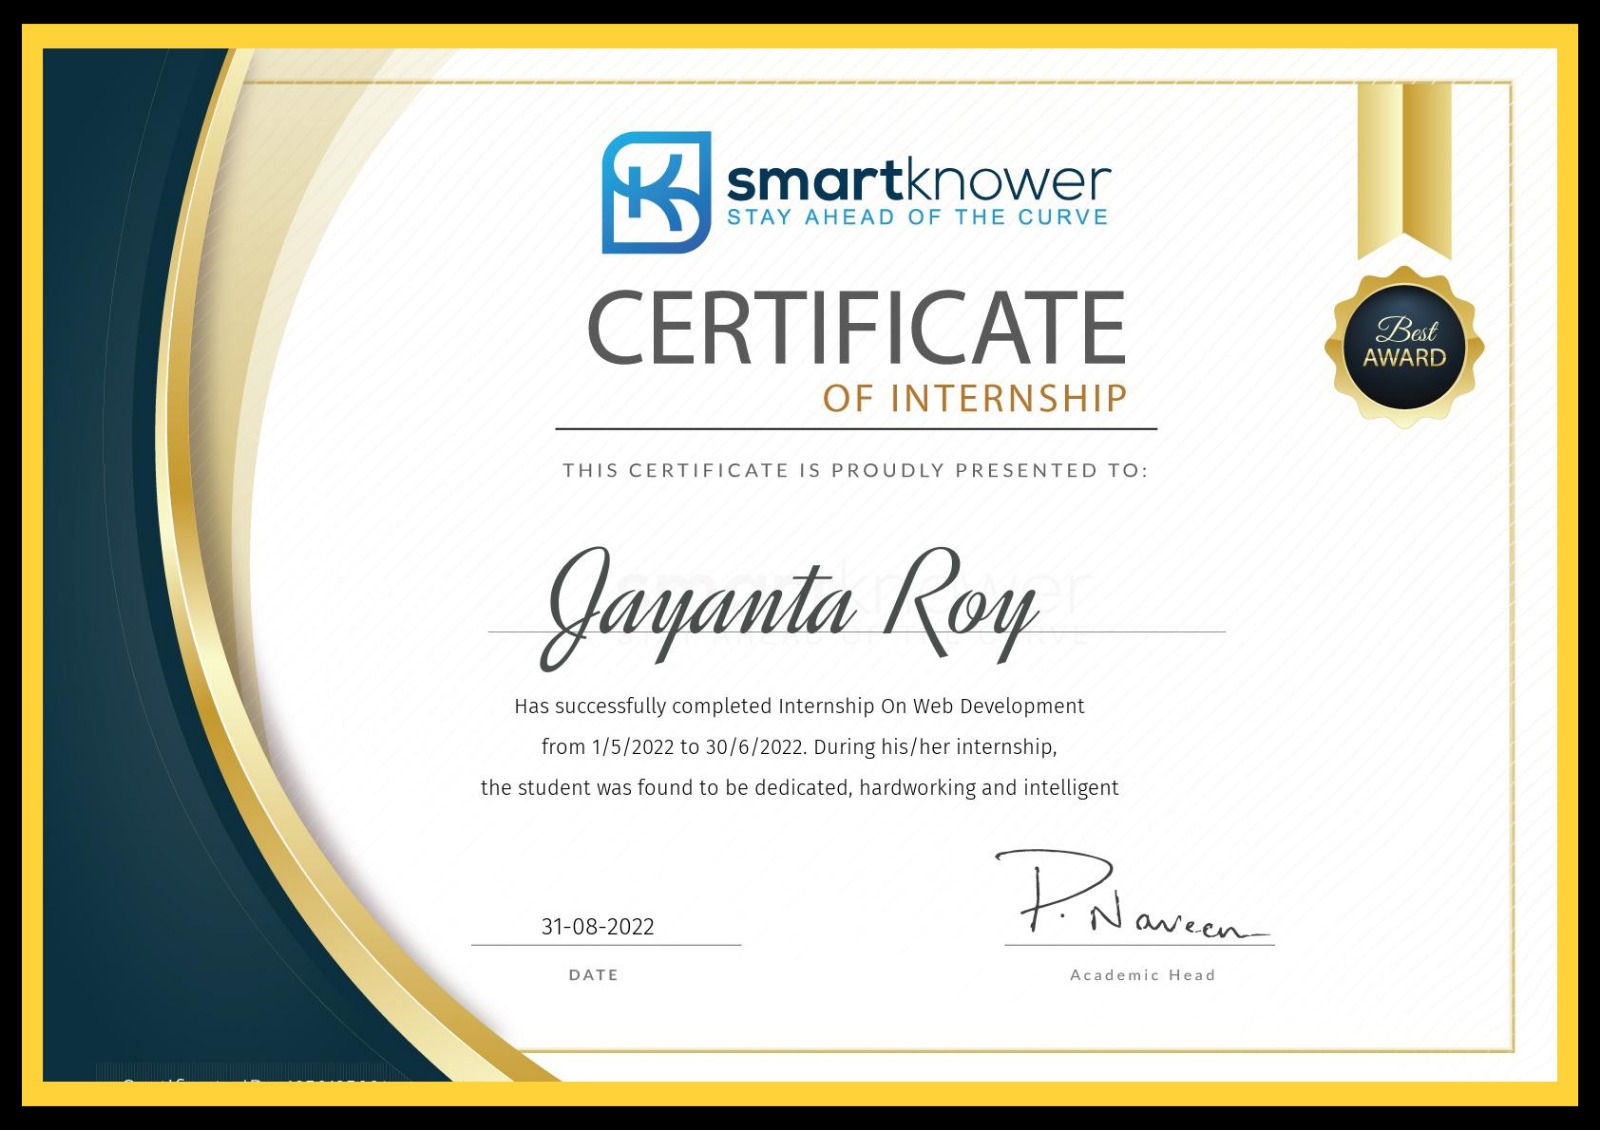 smartknower
STAY AHEAD OF THE CURVE
CERTIFICATE
OF INTERNSHIP
Best
AWARD
THIS CERTIFICATE IS PROUDLY PRESENTED TO:
Jayanta Roy
Has successfully completed Internship On Web Development
from 1/5/2022 to 30/6/2022. During his/her internship,
the student was found to be dedicated, hardworking and intelligent
31-08-2022
P. Naveen
DATE
Academic Head